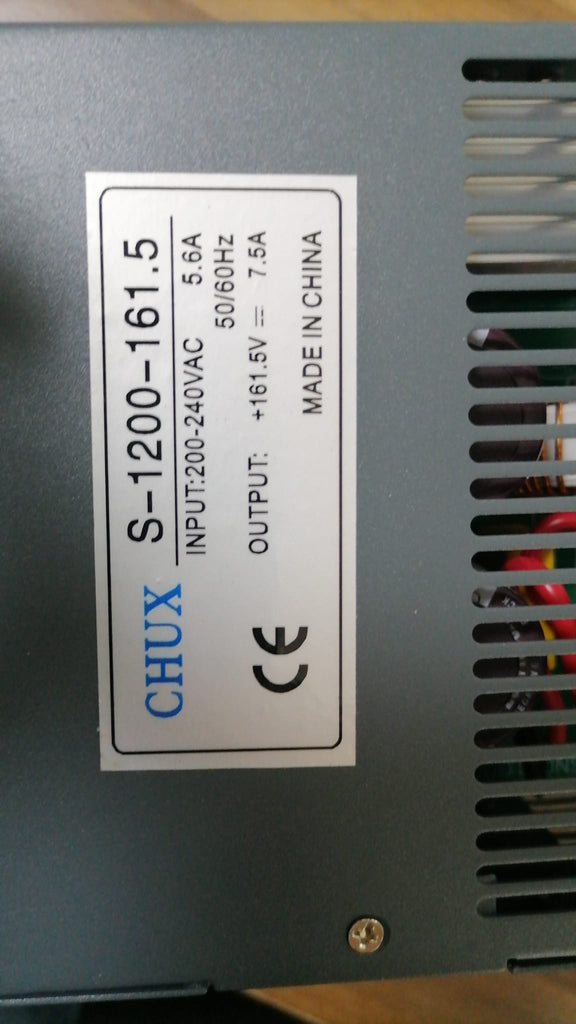 CHUX S-1200-161.5
INPUT:200-240VAC 5.6A
50/60HZ
OUTPUT: +161.5V ⎓ 7.5A
CE MADE IN CHINA